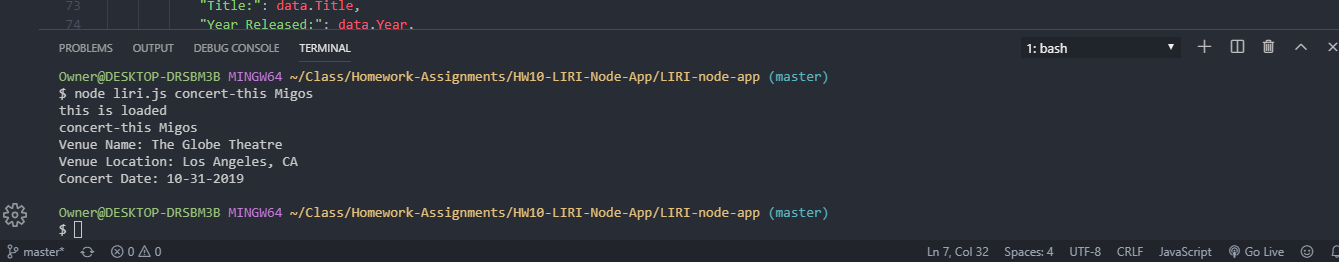 73 "Title:": data.Title,
74 "Year Released:": data.Year,
PROBLEMS OUTPUT DEBUG CONSOLE TERMINAL 1: bash
Owner@DESKTOP-DRSBM3B MINGW64 ~/Class/Homework-Assignments/HW10-LIRI-Node-App/LIRI-node-app (master)
$ node liri.js concert-this Migos
this is loaded
concert-this Migos
Venue Name: The Globe Theatre
Venue Location: Los Angeles, CA
Concert Date: 10-31-2019
Owner@DESKTOP-DRSBM3B MINGW64 ~/Class/Homework-Assignments/HW10-LIRI-Node-App/LIRI-node-app (master)
$
master* 0 0 Ln 7, Col 32 Spaces: 4 UTF-8 CRLF JavaScript Go Live